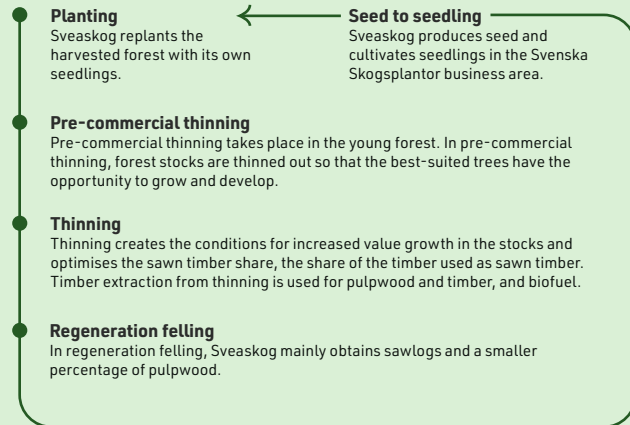 Planting
Sveaskog replants the
harvested forest with its own
seedlings.
Seed to seedling
Sveaskog produces seed and
cultivates seedlings in the Svenska
Skogsplantor business area.
Pre-commercial thinning
Pre-commercial thinning takes place in the young forest. In pre-commercial
thinning, forest stocks are thinned out so that the best-suited trees have the
opportunity to grow and develop.
Thinning
Thinning creates the conditions for increased value growth in the stocks and
optimises the sawn timber share, the share of the timber used as sawn timber.
Timber extraction from thinning is used for pulpwood and timber, and biofuel.
Regeneration felling
In regeneration felling, Sveaskog mainly obtains sawlogs and a smaller
percentage of pulpwood.